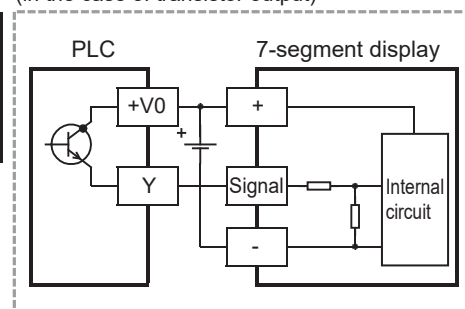 (in the case of transistor output)
PLC
7-segment display
+V0
+
+
Y
Signal
Internal
circuit
-